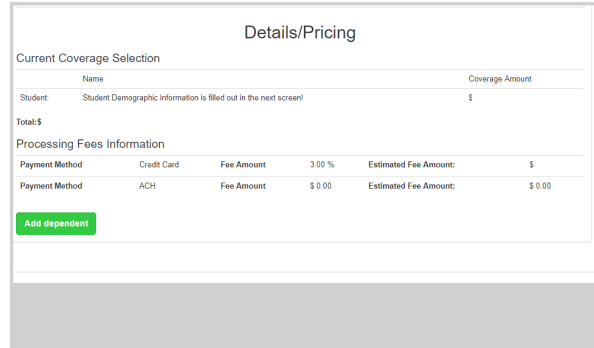 Details/Pricing
Current Coverage Selection
Name Coverage Amount
Student: Student Demographic information is filled out in the next screen! $
Total:$
Processing Fees Information
Payment Method Credit Card Fee Amount 3.00 % Estimated Fee Amount: $
Payment Method ACH Fee Amount $ 0.00 Estimated Fee Amount: $ 0.00
Add dependent